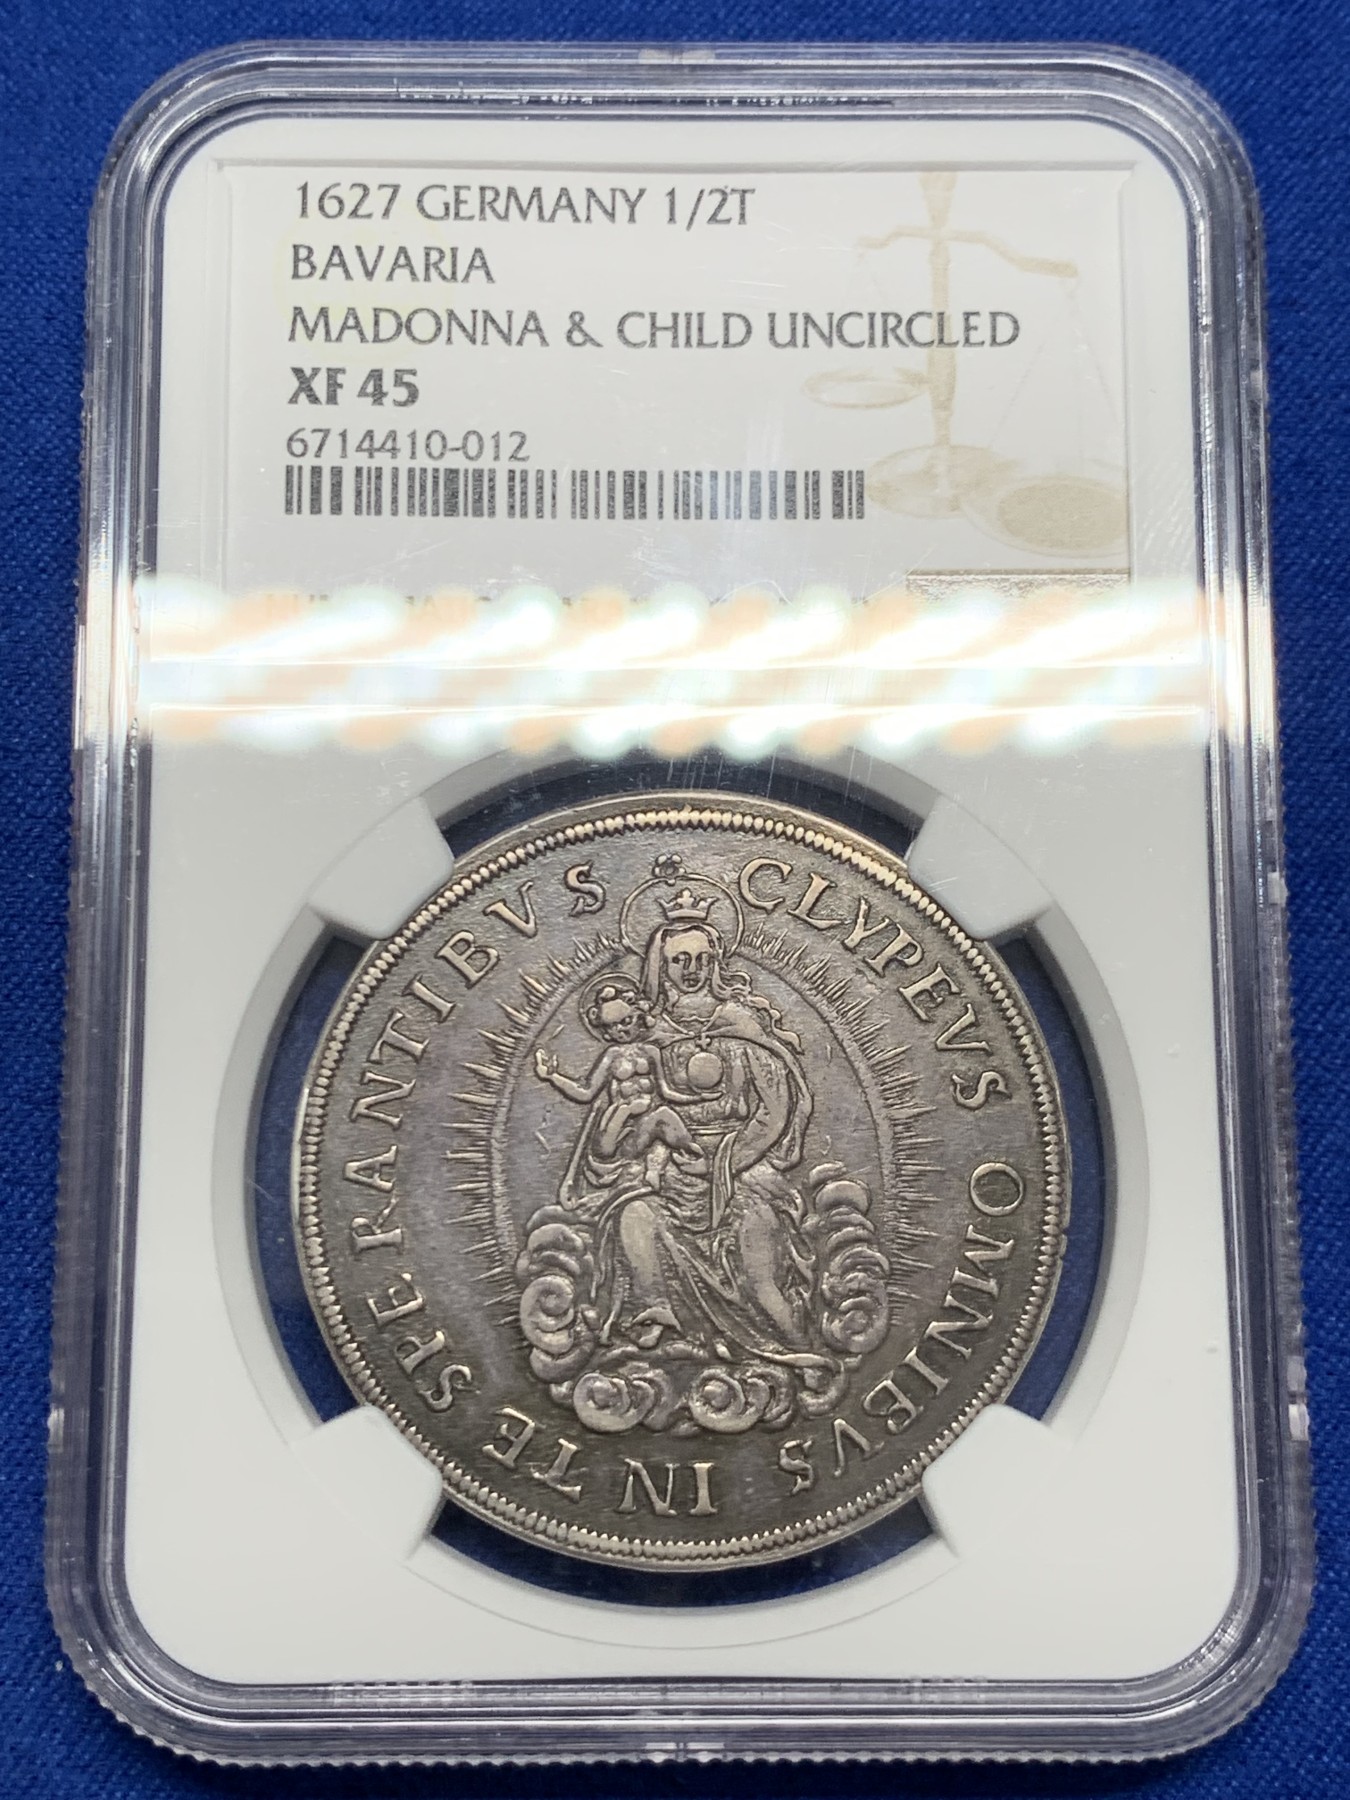 1627 GERMANY 1/2T
BAVARIA
MADONNA & CHILD UNCIRCLED
XF 45
6714410-012
CLYPEVS OMNIBVS IN TE SPERANTIBVS